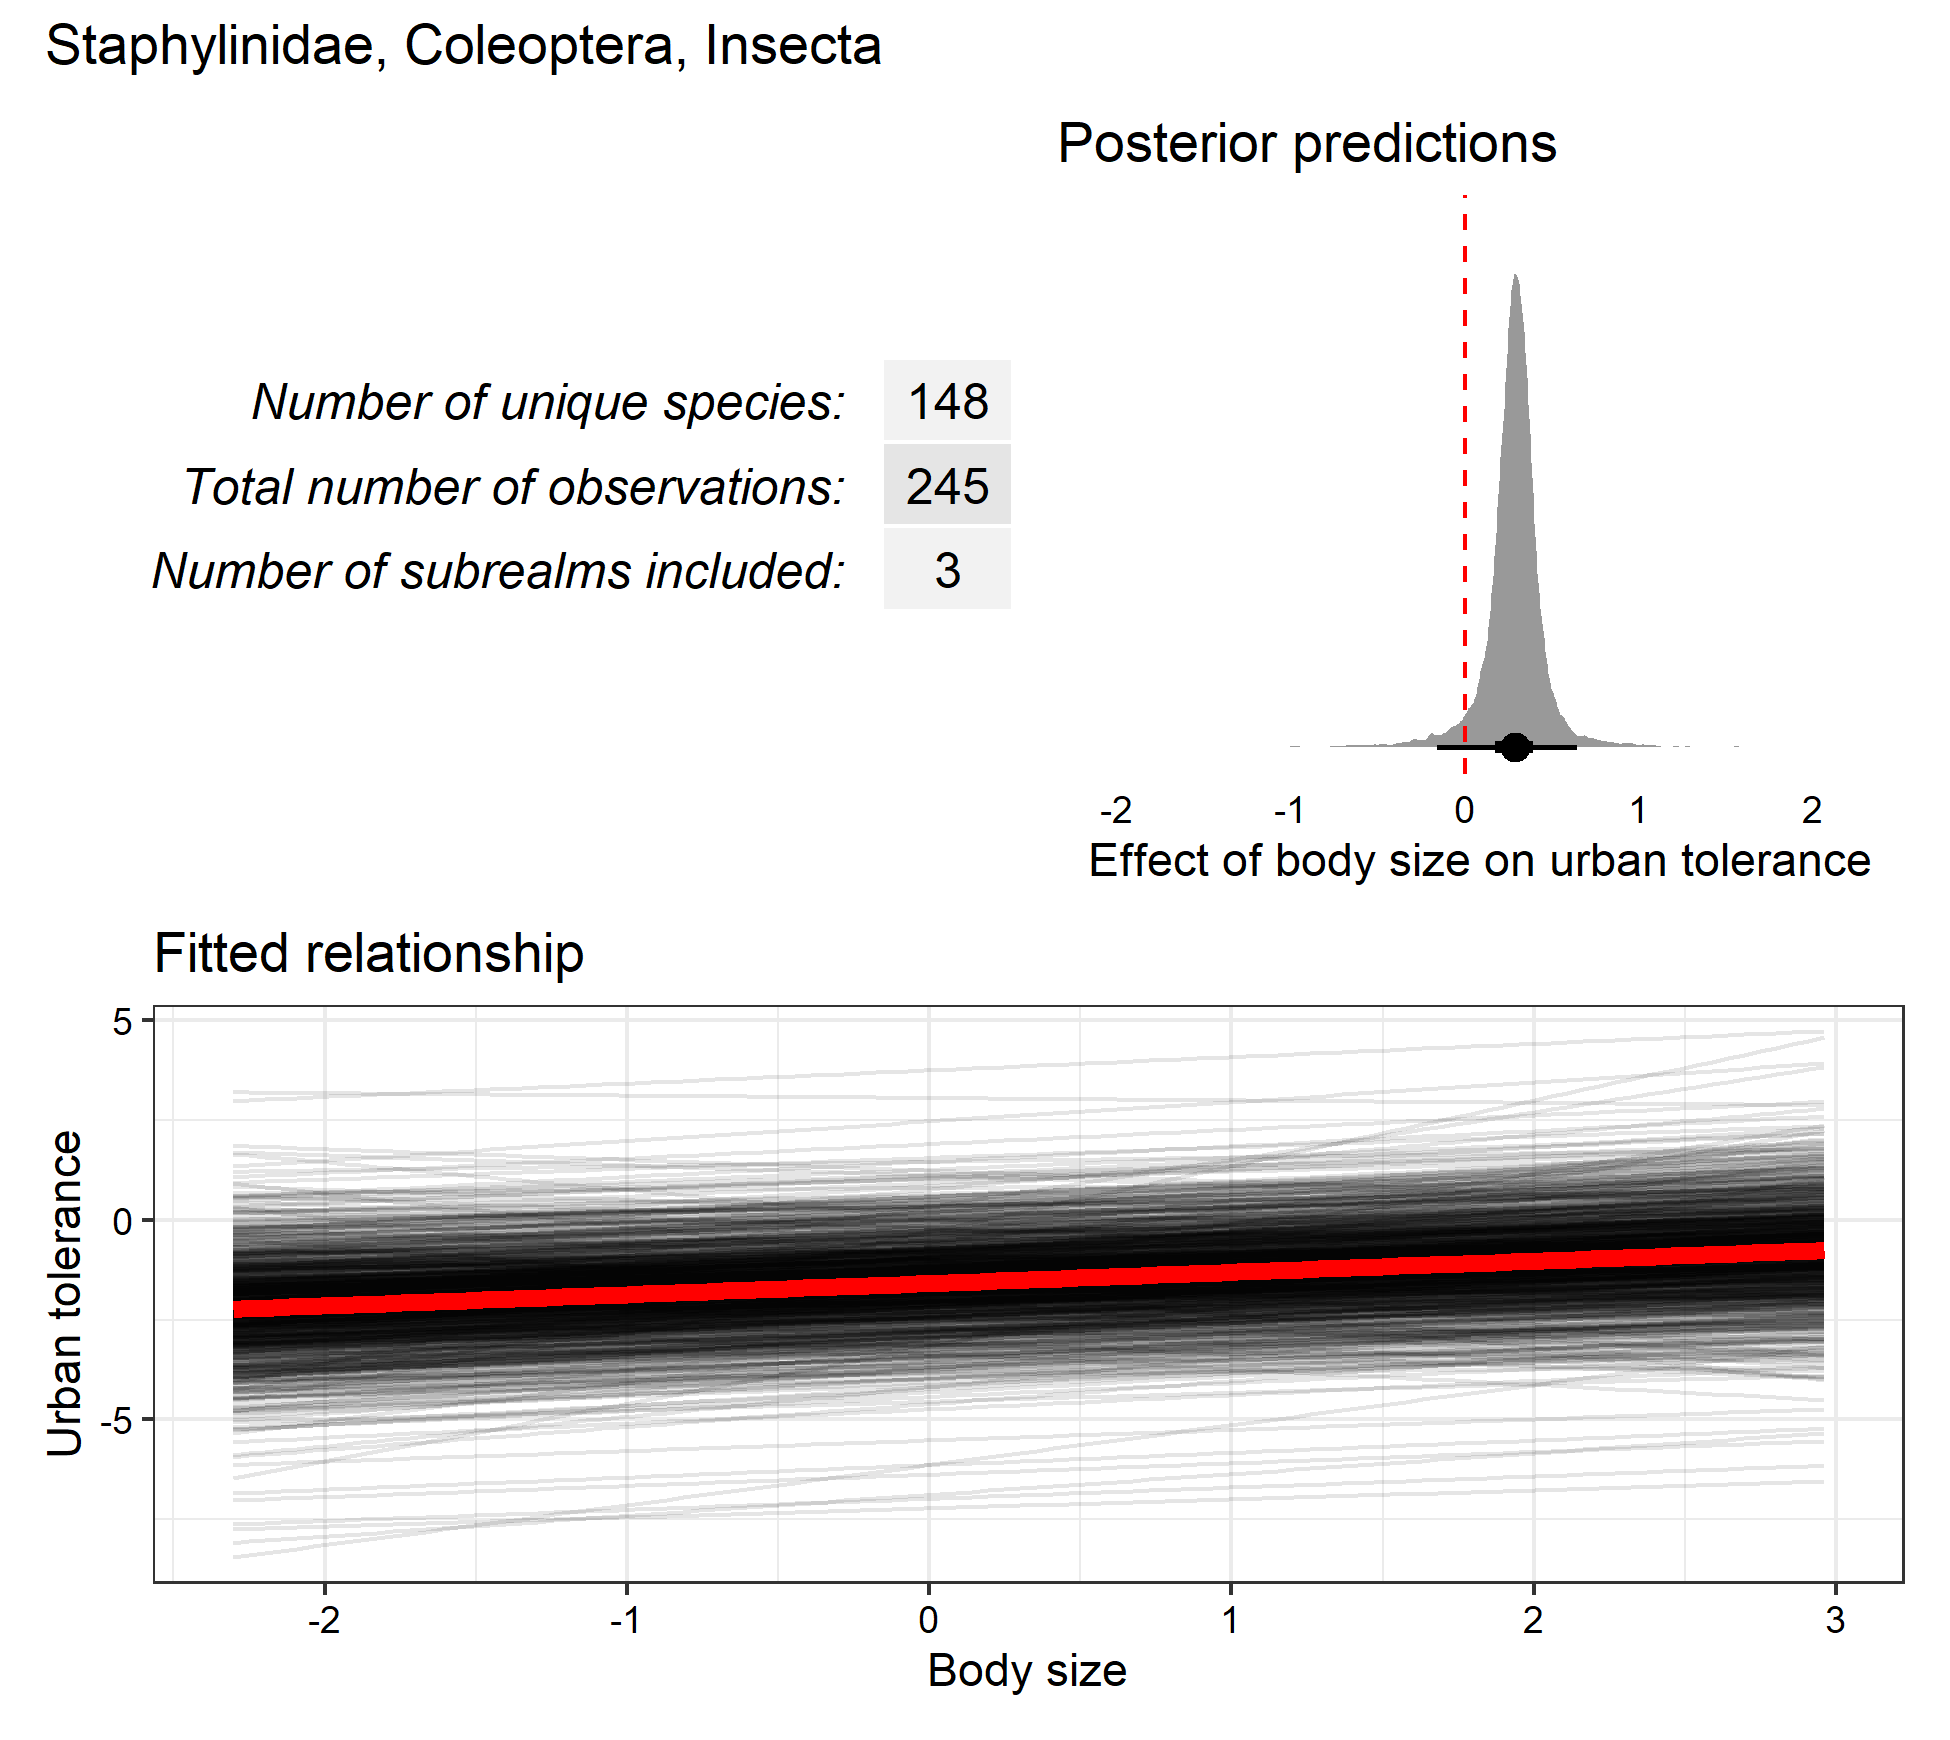 Staphylinidae, Coleoptera, Insecta
Number of unique species: 148
Total number of observations: 245
Number of subrealms included: 3
Posterior predictions
-2 -1 0 1 2
Effect of body size on urban tolerance
Fitted relationship
Urban tolerance
5
0
-5
-2 -1 0 1 2 3
Body size